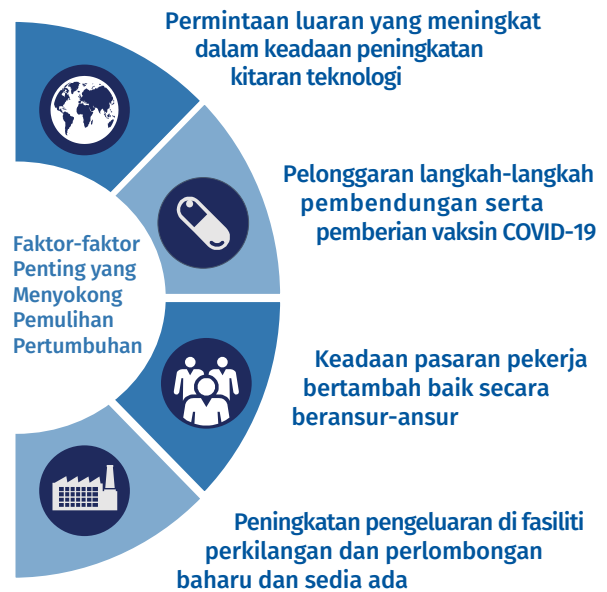 Permintaan luaran yang meningkat
dalam keadaan peningkatan
kitaran teknologi
Pelonggaran langkah-langkah
pembendungan serta
pemberian vaksin COVID-19
Faktor-faktor
Penting yang
Menyokong
Pemulihan
Pertumbuhan
Keadaan pasaran pekerja
bertambah baik secara
beransur-ansur
Peningkatan pengeluaran di fasiliti
perkilangan dan perlombongan
baharu dan sedia ada